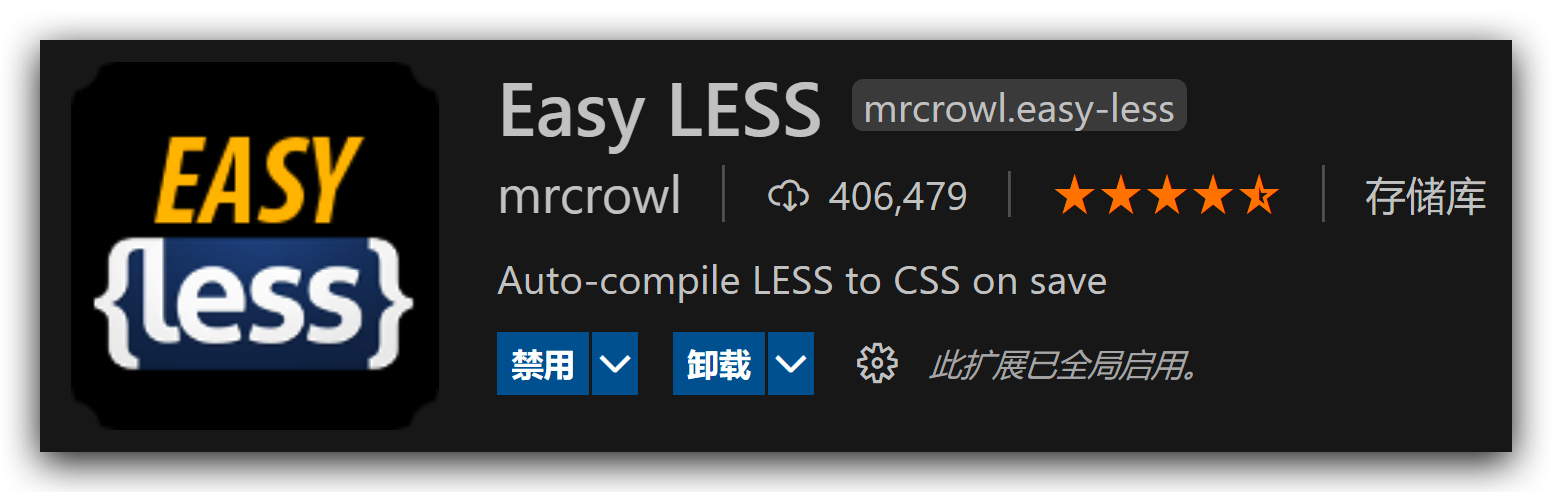 EASY
{less}
Easy LESS mrcrowl.easy-less
mrcrowl 406,479 存储库
Auto-compile LESS to CSS on save
禁用 卸载 此扩展已全局启用。